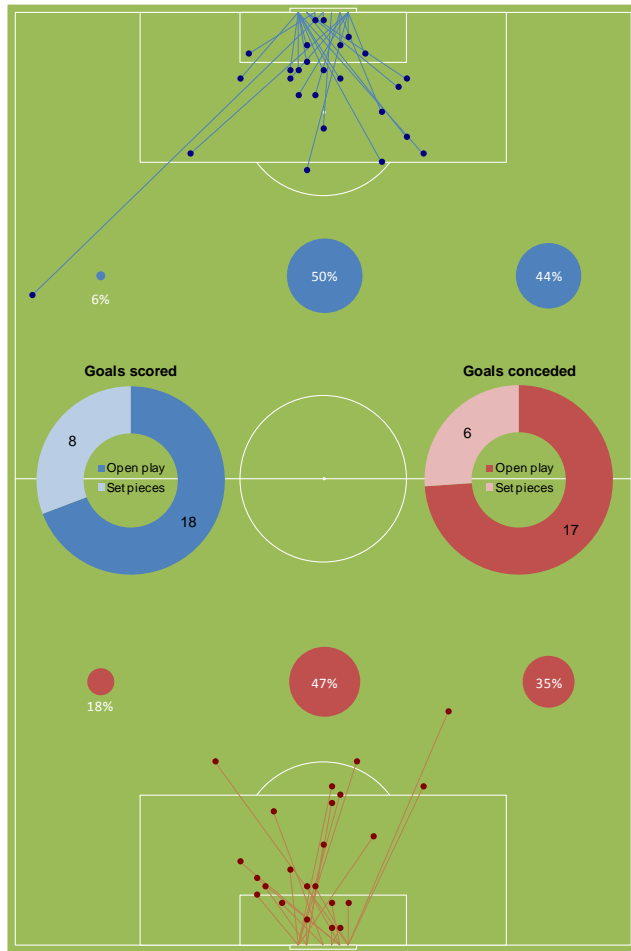 50%
44%
6%
Goals scored
Goals conceded
8
6
Open play
Open play
Set pieces
Set pieces
18
17
47%
35%
18%